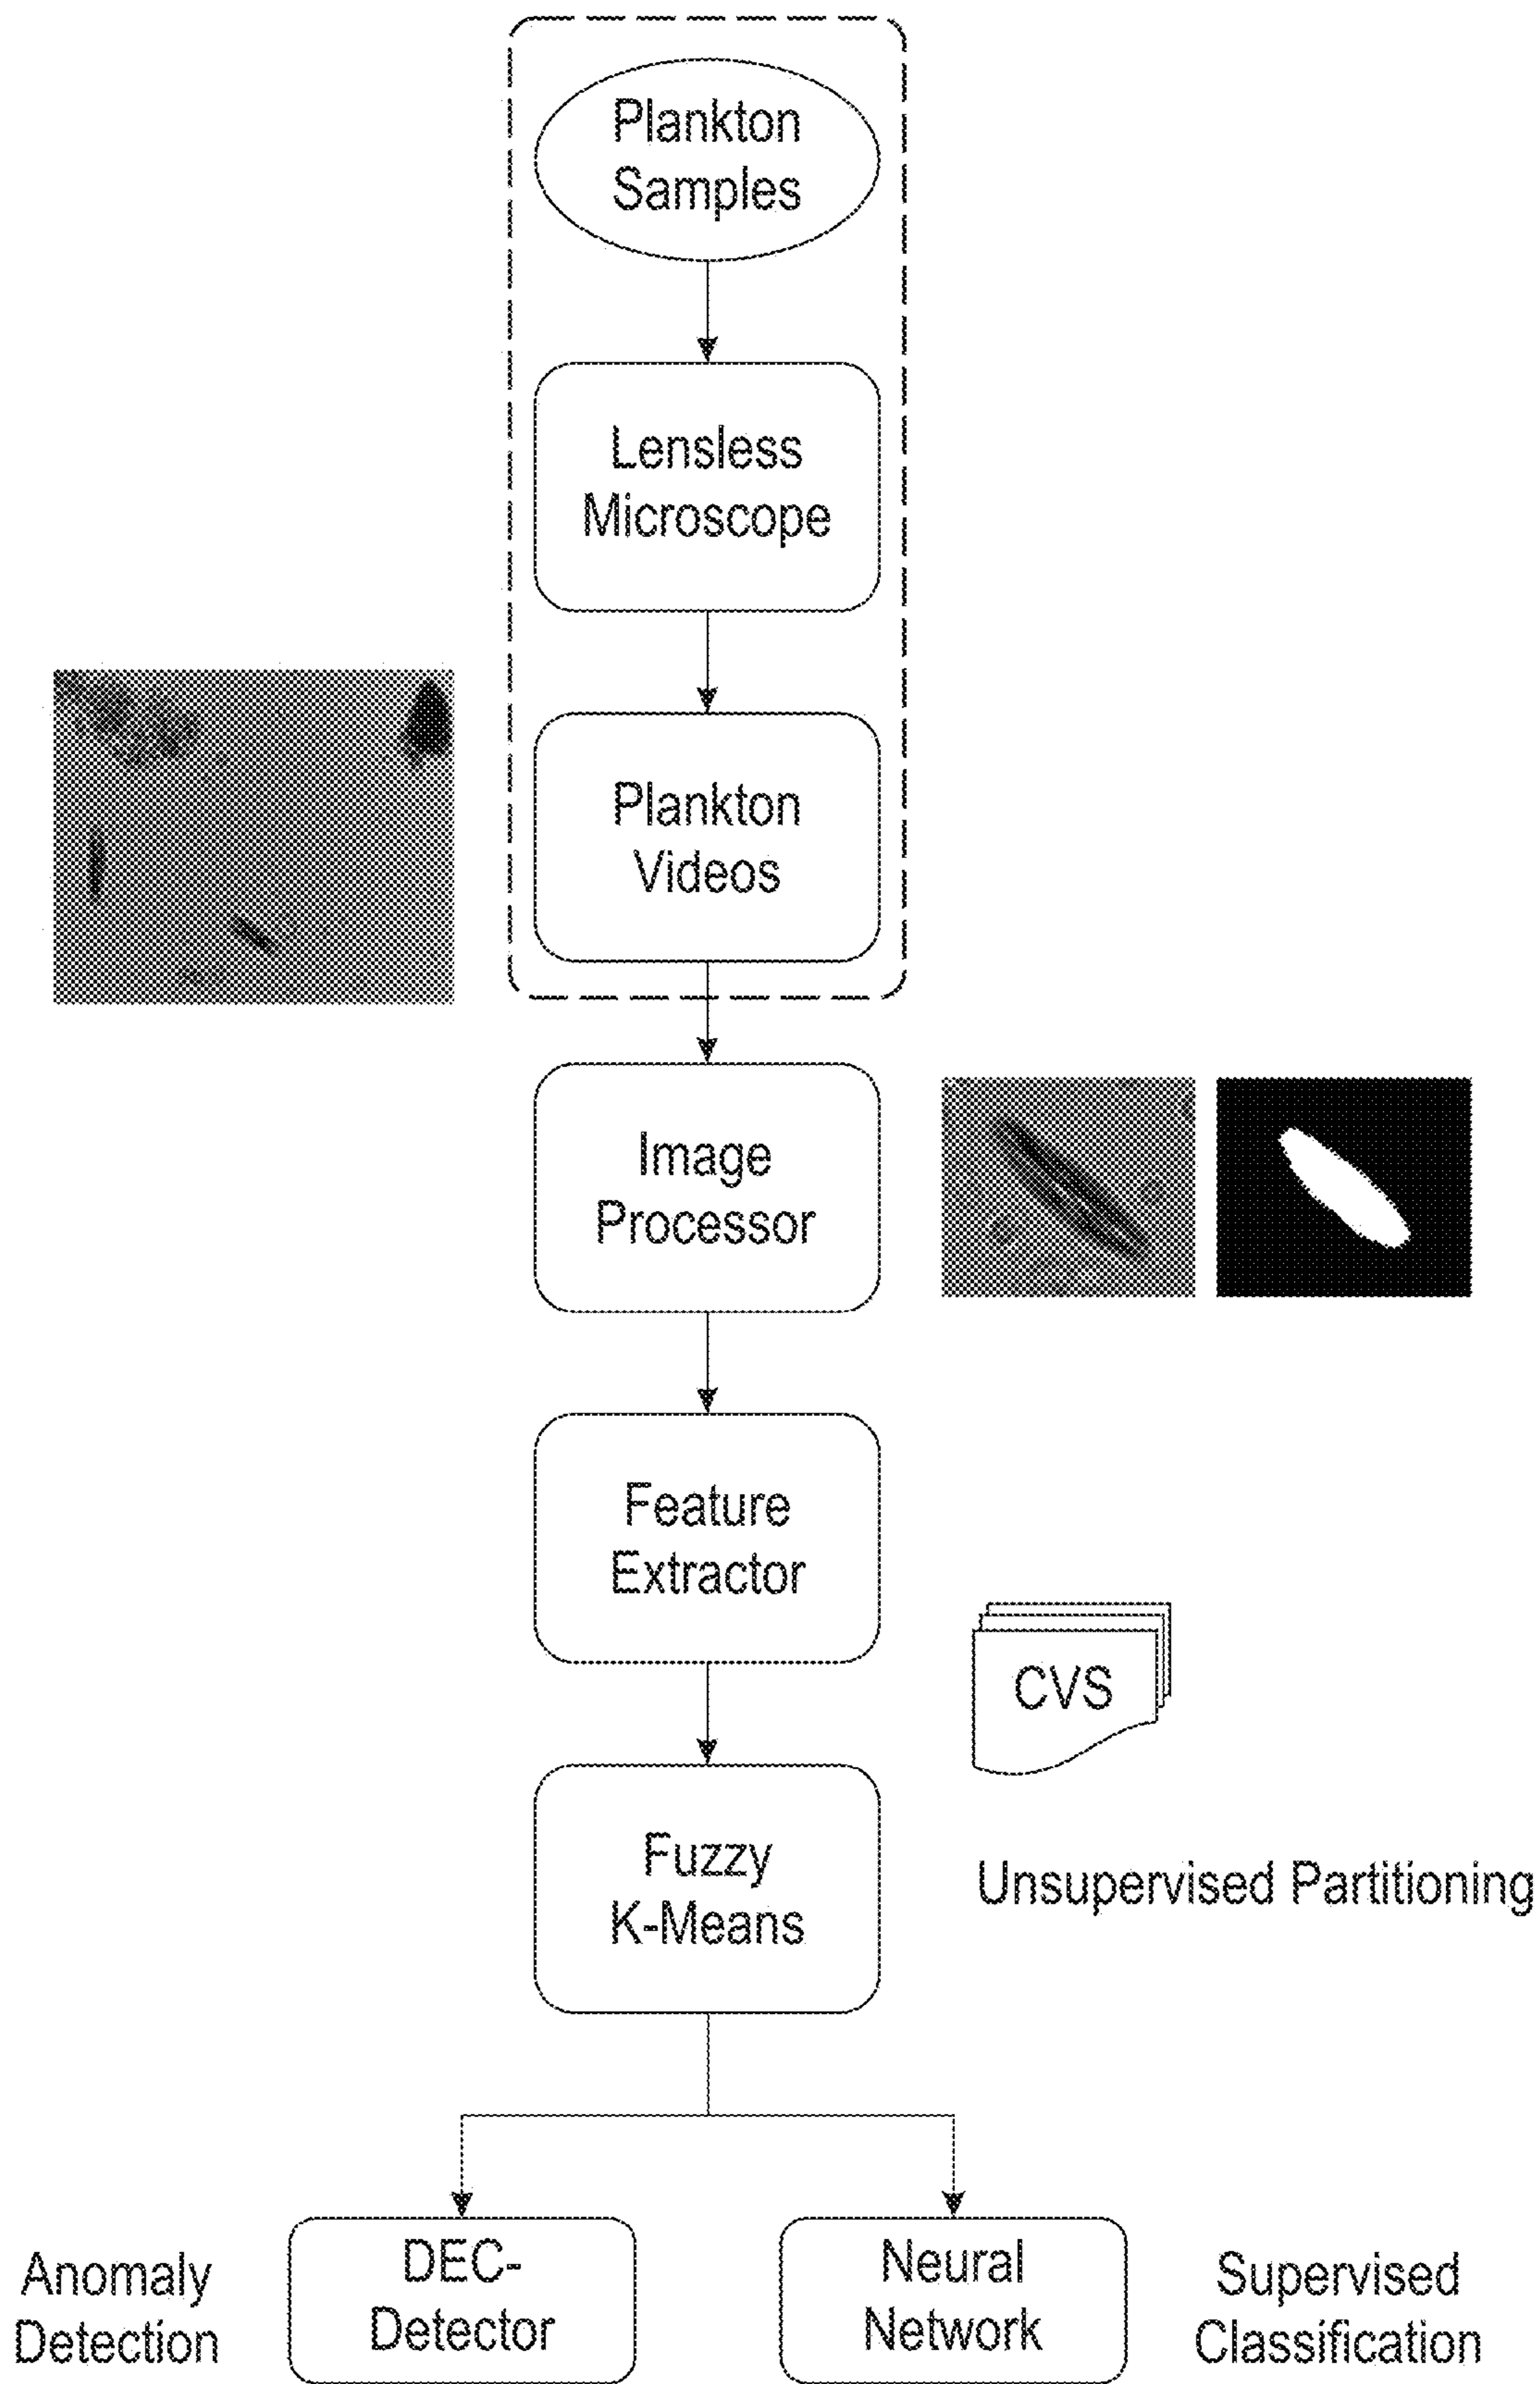 Plankton
Samples
Lensless
Microscope
Plankton
Videos
Image
Processor
Feature
Extractor
CVS
Fuzzy
K-Means
Unsupervised Partitioning
Anomaly
Detection
DEC-
Detector
Neural
Network
Supervised
Classification